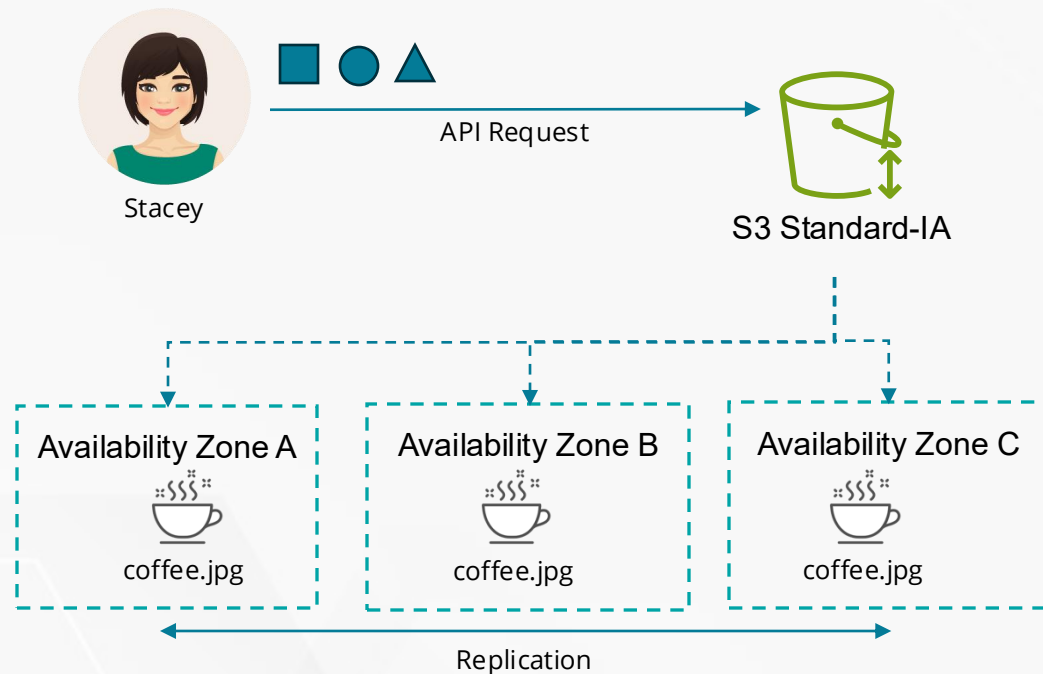 API Request
Stacey
S3 Standard-IA
Availability Zone A
coffee.jpg
Availability Zone B
coffee.jpg
Availability Zone C
coffee.jpg
Replication